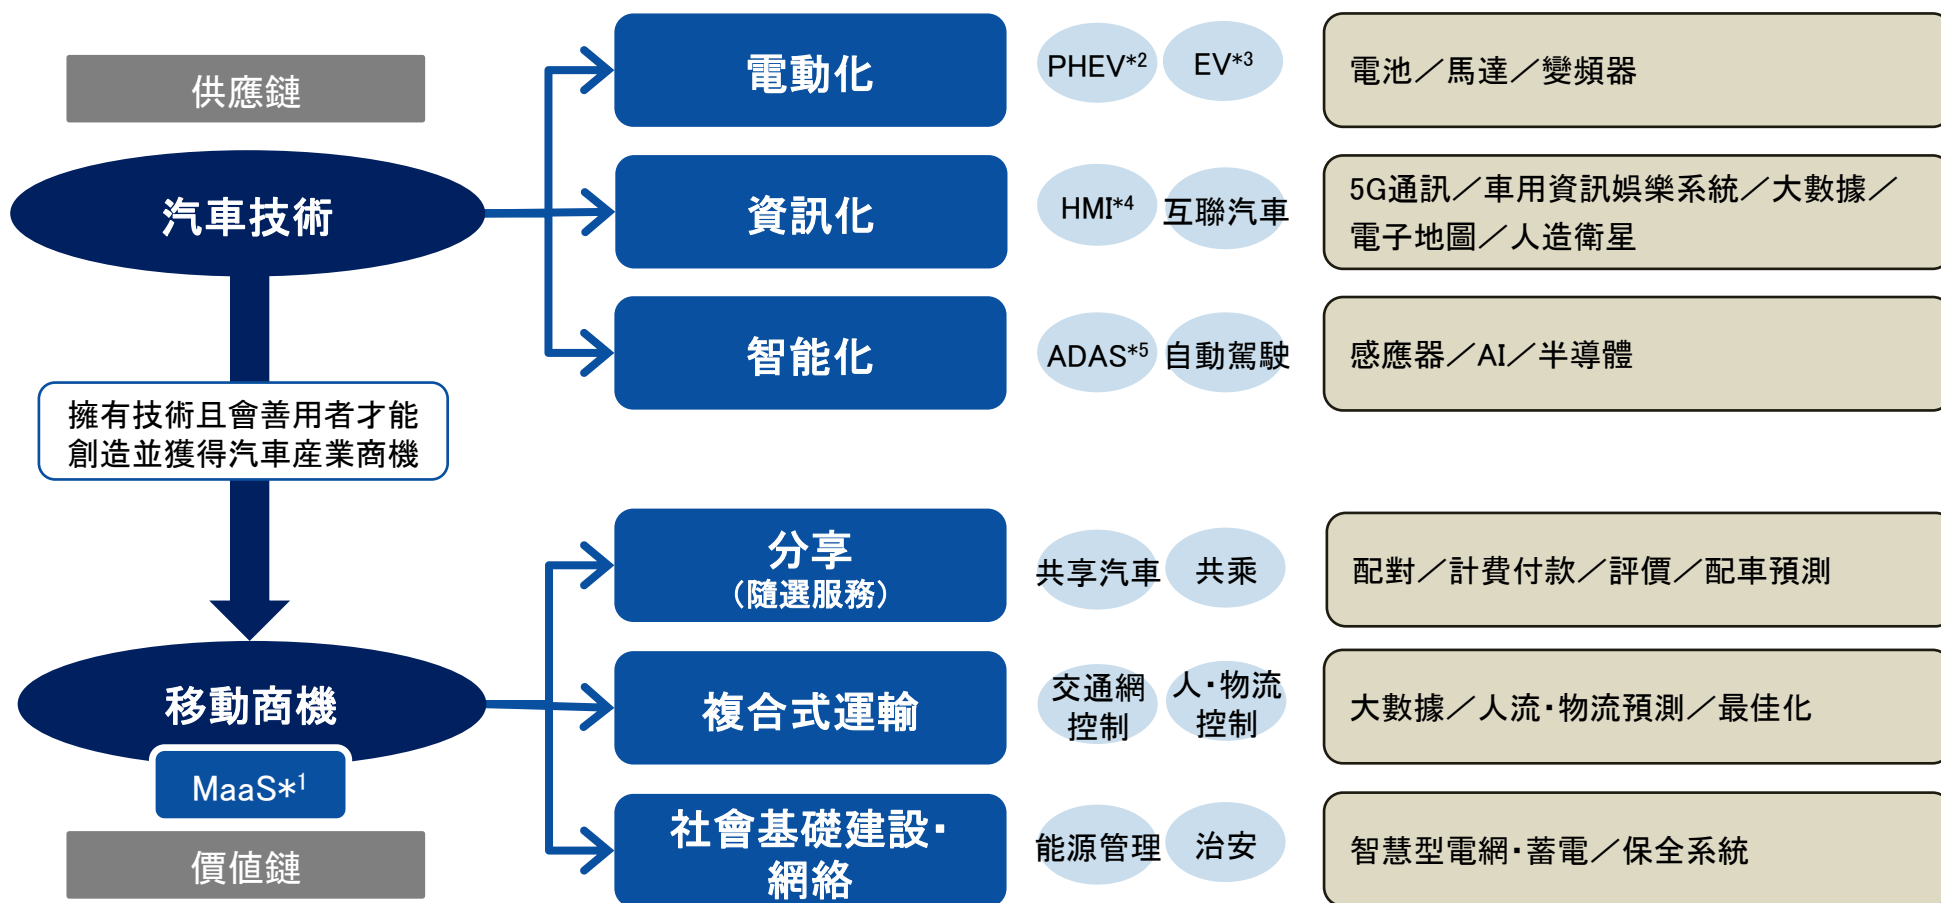 供應鏈
汽車技術
擁有技術且會善用者才能
創造並獲得汽車產業商機
移動商機
MaaS*1
價値鏈
電動化
PHEV*2
EV*3
電池／馬達／變頻器
資訊化
HMI*4
互聯汽車
5G通訊／車用資訊娛樂系統／大數據／
電子地圖／人造衛星
智能化
ADAS*5
自動駕駛
感應器／AI／半導體
分享
（隨選服務）
共享汽車
共乘
配對／計費付款／評價／配車預測
複合式運輸
交通網
控制
人・物流
控制
大數據／人流・物流預測／最佳化
社會基礎建設・
網絡
能源管理
治安
智慧型電網・蓄電／保全系統